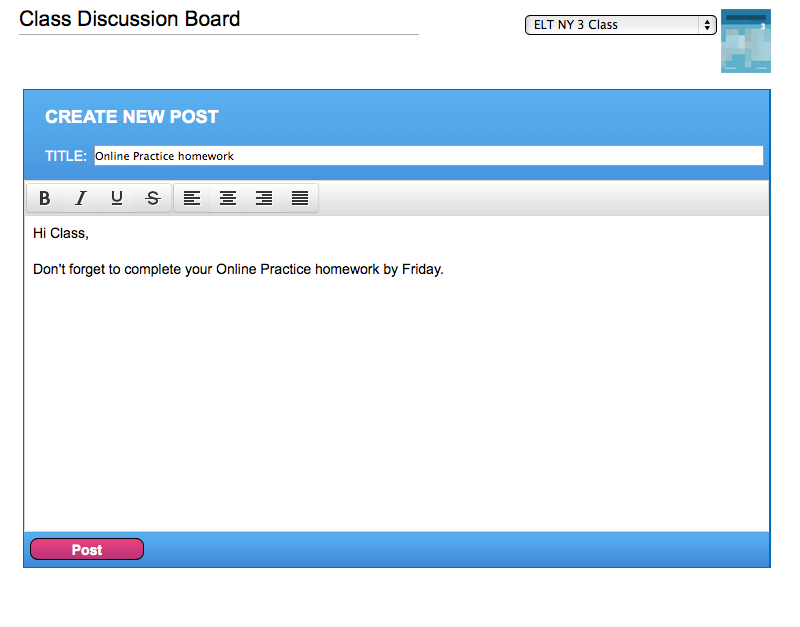 Class Discussion Board
ELT NY 3 Class
3
CREATE NEW POST
TITLE: Online Practice homework
B I U S
Hi Class,
Don't forget to complete your Online Practice homework by Friday.
Post